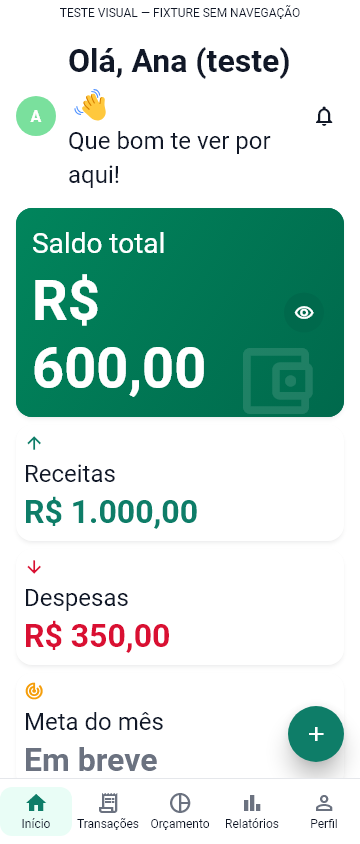 TESTE VISUAL — FIXTURE SEM NAVEGAÇÃO
Olá, Ana (teste)
👋
A
Que bom te ver por
aqui!
Saldo total
R$
600,00
Receitas
R$ 1.000,00
Despesas
R$ 350,00
Meta do mês
Em breve
Início
Transações
Orçamento
Relatórios
Perfil